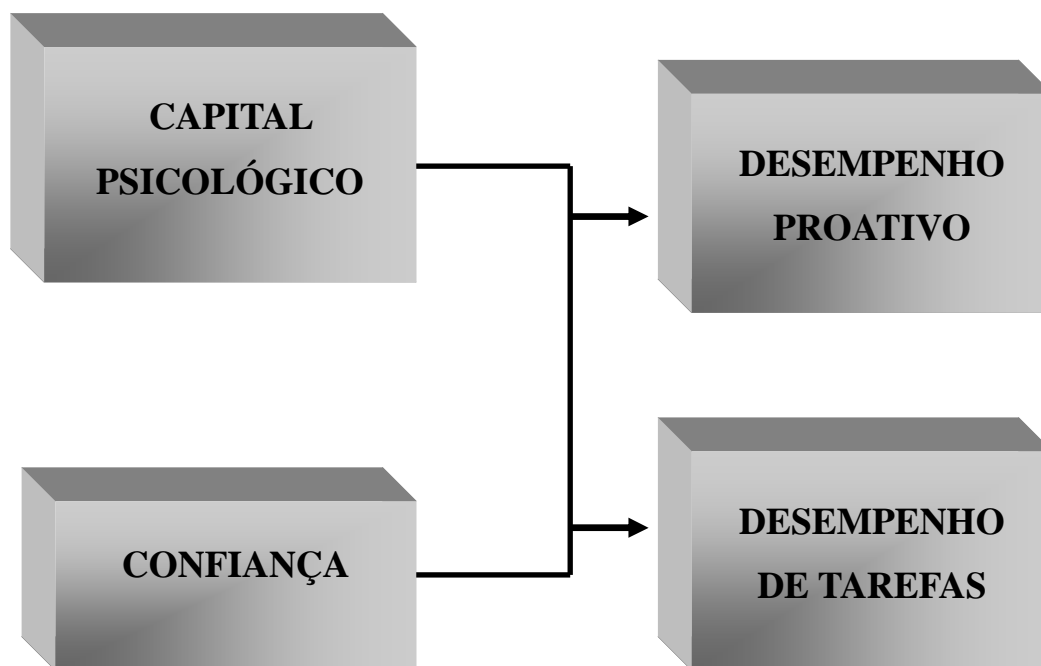 CAPITAL
PSICOLÓGICO
DESEMPENHO
PROATIVO
CONFIANÇA
DESEMPENHO
DE TAREFAS